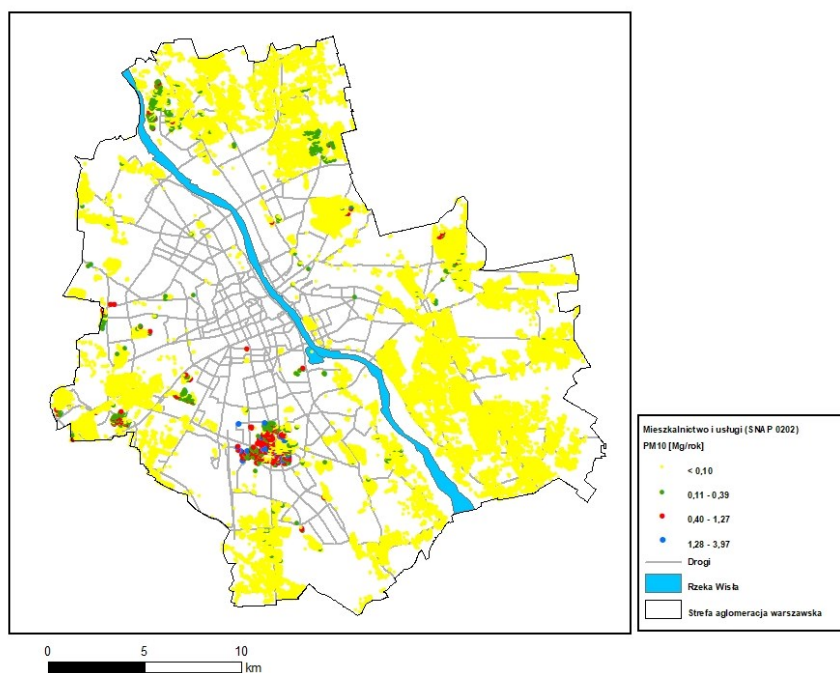 Mieszkalnictwo i usługi (SNAP 0202)
PM10 [Mg/rok]
< 0,10
0,11 - 0,39
0,40 - 1,27
1,28 - 3,97
Drogi
Rzeka Wisła
Strefa aglomeracja warszawska
0 5 10
km